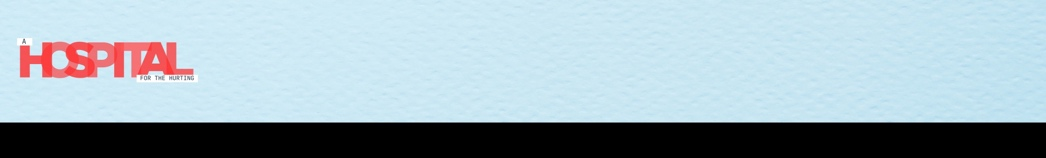 A
HOSPITAL
FOR THE HURTING